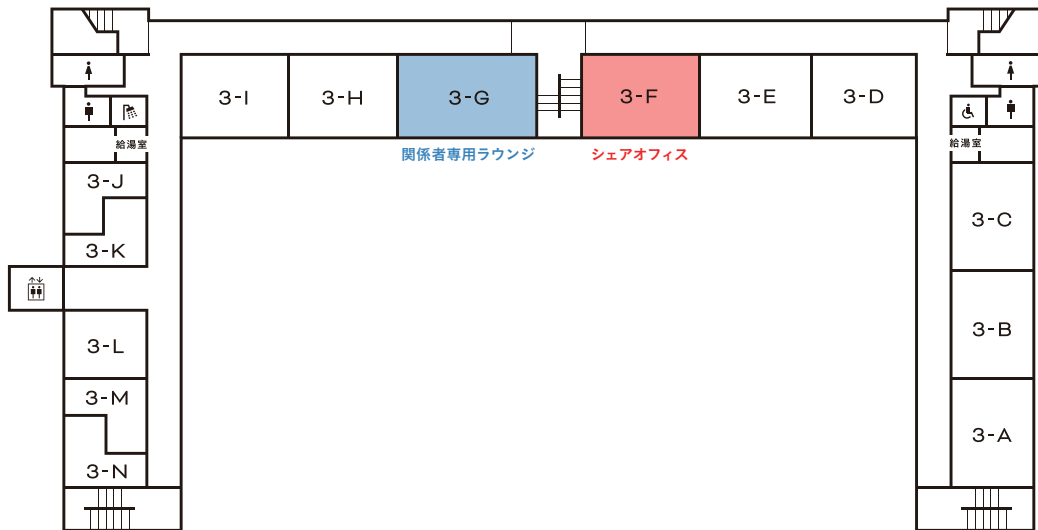 3-I
3-H
3-G
3-F
3-E
3-D
関係者専用ラウンジ
シェアオフィス
給湯室
給湯室
3-J
3-K
3-L
3-M
3-N
3-C
3-B
3-A